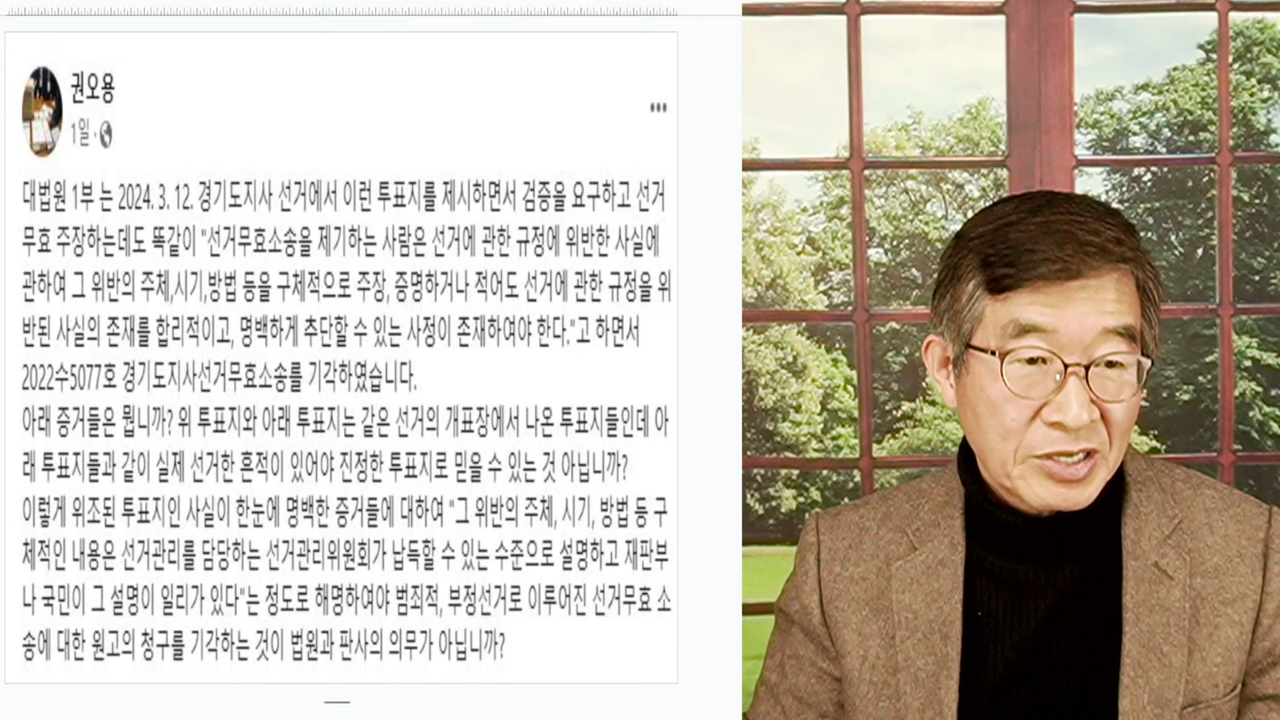 권오용
1일 ·
대법원 1부 는 2024. 3. 12. 경기도지사 선거에서 이런 투표지를 제시하면서 검증을 요구하고 선거
무효 주장하는데도 똑같이 "선거무효소송을 제기하는 사람은 선거에 관한 규정에 위반한 사실에
관하여 그 위반의 주체,시기,방법 등을 구체적으로 주장, 증명하거나 적어도 선거에 관한 규정을 위
반된 사실의 존재를 합리적이고, 명백하게 추단할 수 있는 사정이 존재하여야 한다."고 하면서
2022수5077호 경기도지사선거무효소송를 기각하였습니다.
아래 증거들은 뭡니까? 위 투표지와 아래 투표지는 같은 선거의 개표장에서 나온 투표지들인데 아
래 투표지들과 같이 실제 선거한 흔적이 있어야 진정한 투표지로 믿을 수 있는 것 아닙니까?
이렇게 위조된 투표지인 사실이 한눈에 명백한 증거들에 대하여 "그 위반의 주체, 시기, 방법 등 구
체적인 내용은 선거관리를 담당하는 선거관리위원회가 납득할 수 있는 수준으로 설명하고 재판부
나 국민이 그 설명이 일리가 있다"는 정도로 해명하여야 범죄적, 부정선거로 이루어진 선거무효 소
송에 대한 원고의 청구를 기각하는 것이 법원과 판사의 의무가 아닙니까?